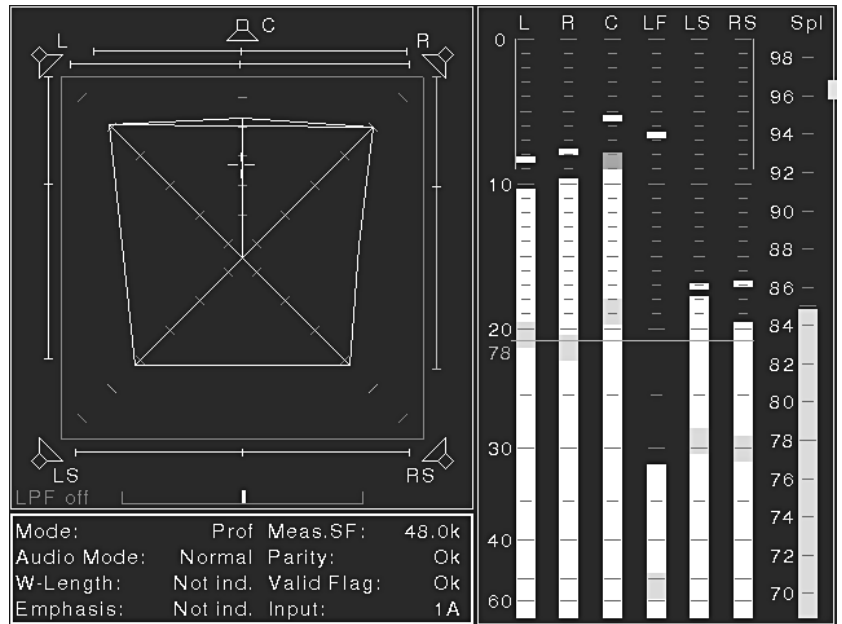 C
L R
LS RS
LPF off
Mode: Prof Meas.SF: 48.0k
Audio Mode: Normal Parity: Ok
W-Length: Not ind. Valid Flag: Ok
Emphasis: Not ind. Input: 1A
L R C LF LS RS Spl
0
10
20
78
30
40
60
98
96
94
92
90
88
86
84
82
80
78
76
74
72
70